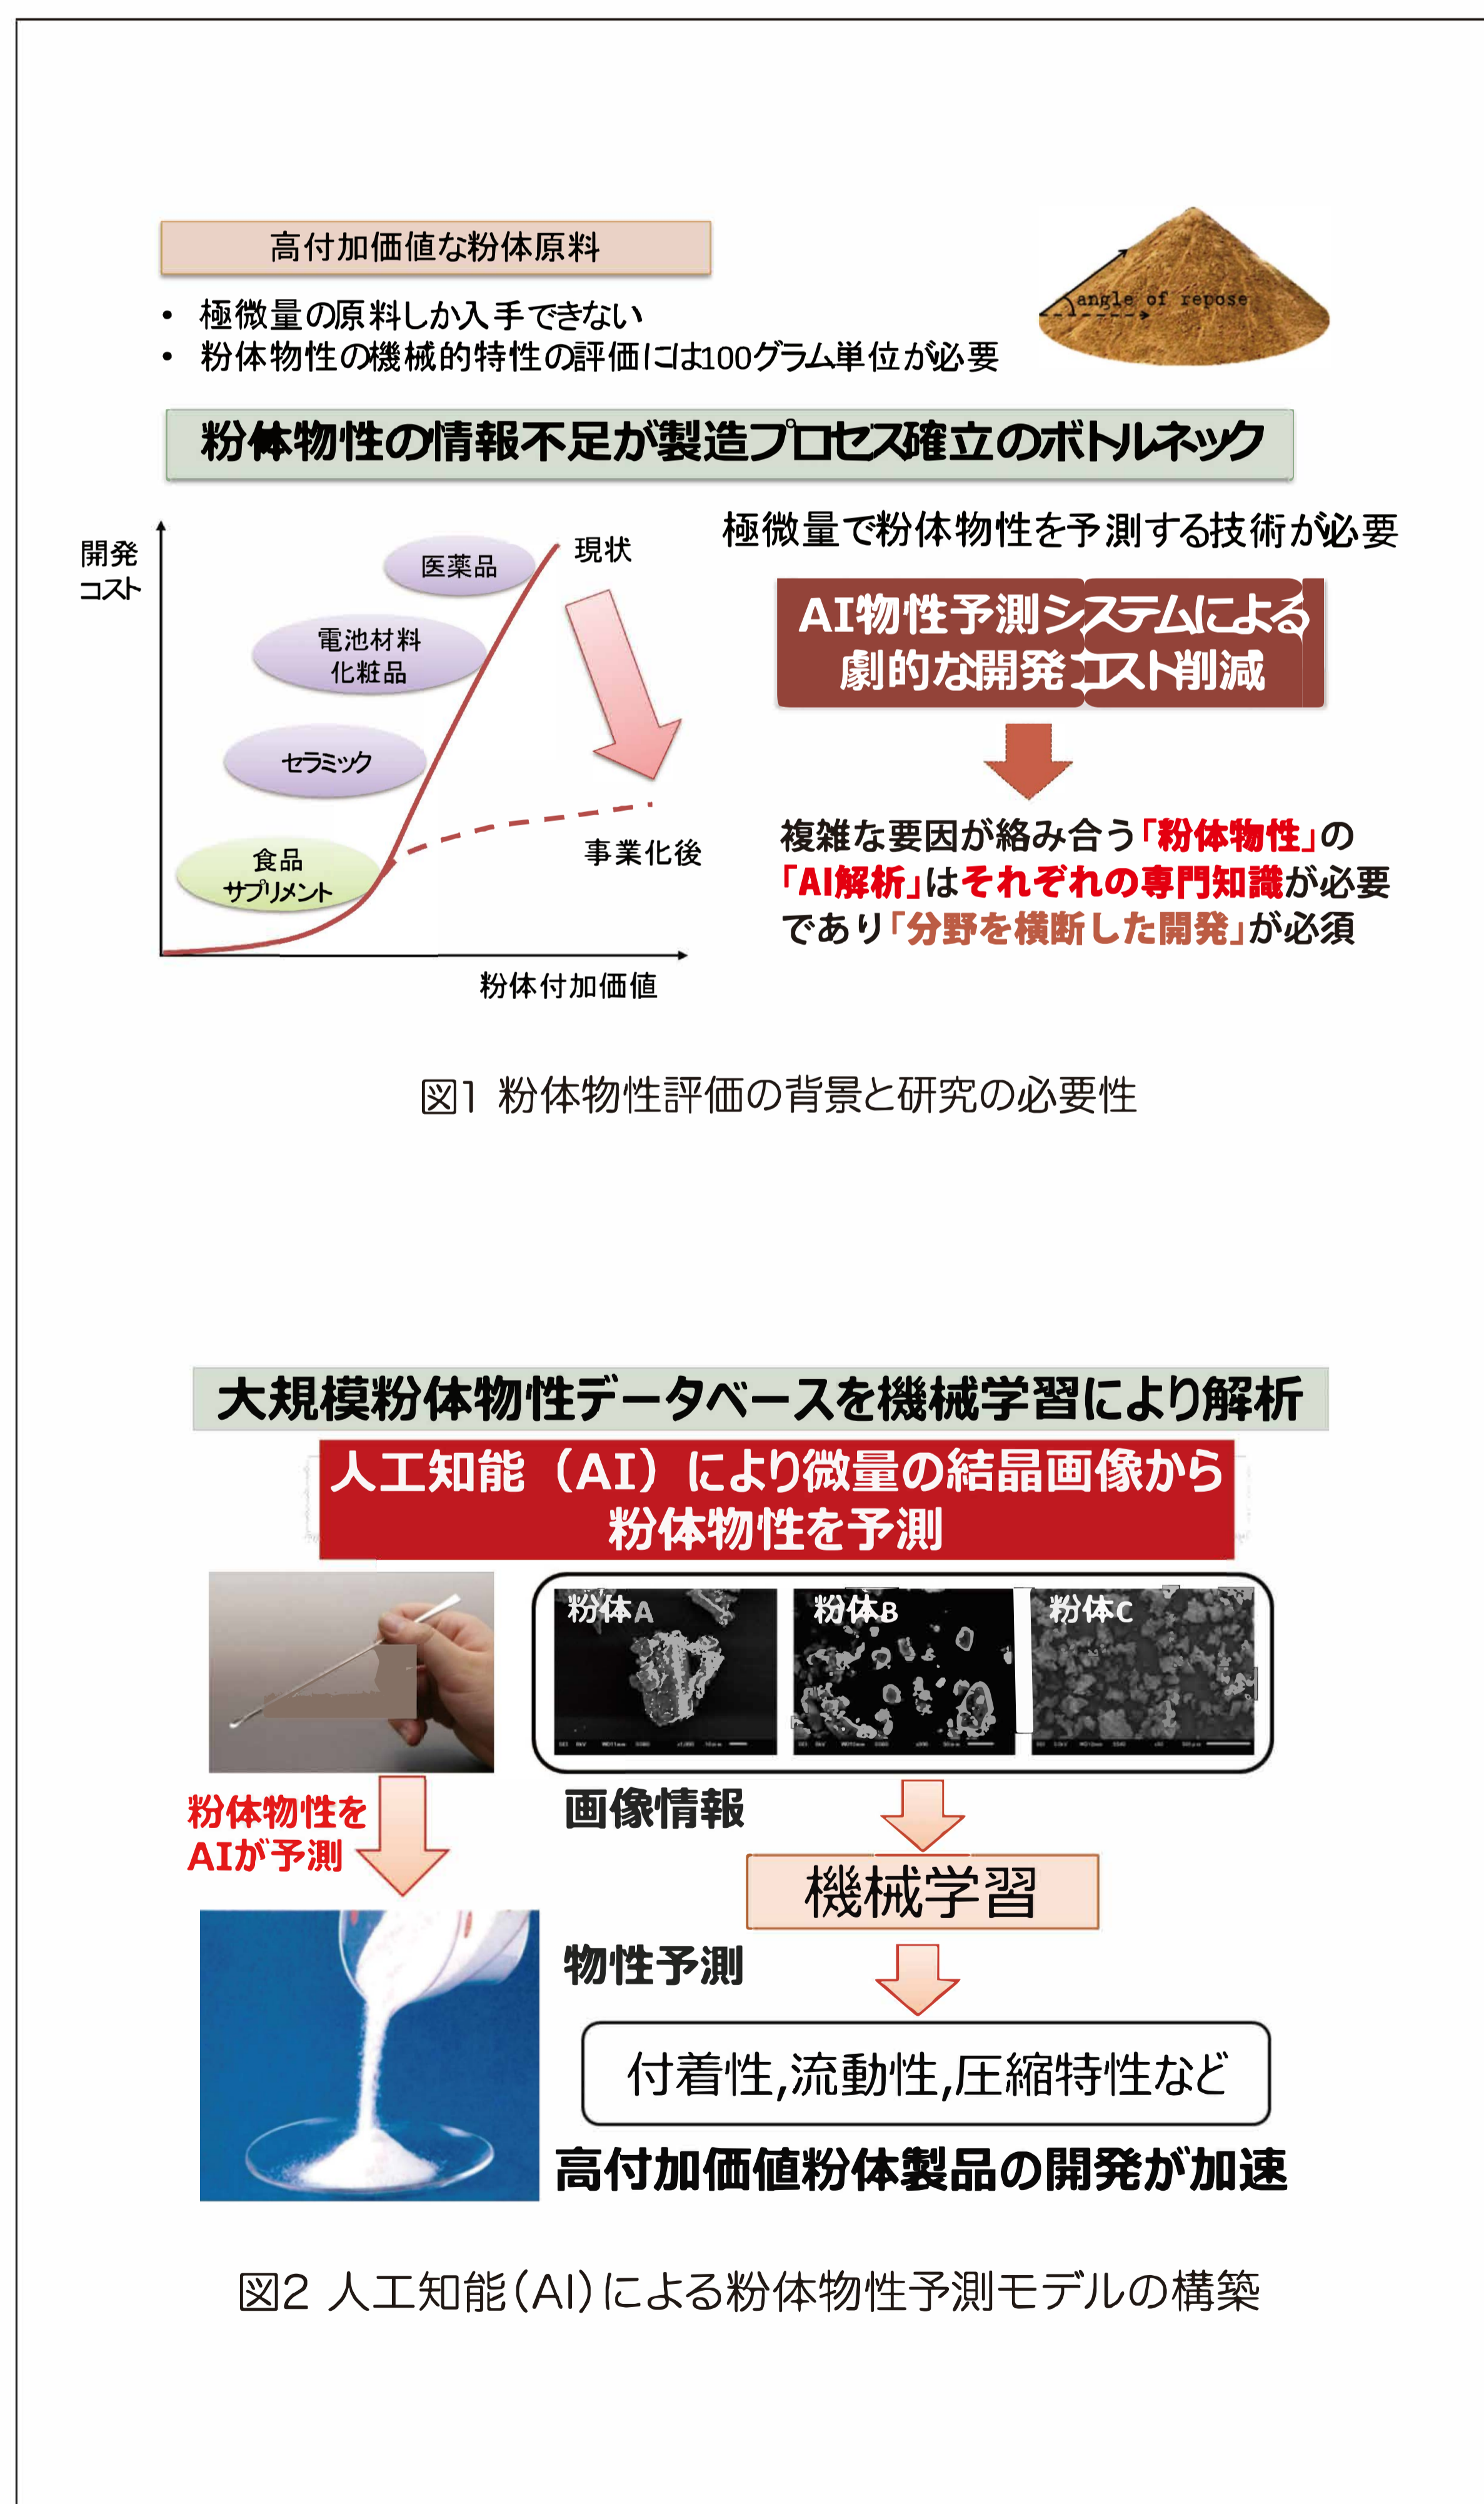 高付加価値な粉体原料
• 極微量の原料しか入手できない
• 粉体物性の機械的特性の評価には100グラム単位が必要
angle of repose
粉体物性の情報不足が製造プロセス確立のボトルネック
開発
コスト
医薬品
現状
電池材料
化粧品
セラミック
食品
サプリメント
事業化後
粉体付加価値
極微量で粉体物性を予測する技術が必要
AI物性予測システムによる
劇的な開発コスト削減
複雑な要因が絡み合う「粉体物性」の
「AI解析」はそれぞれの専門知識が必要
であり「分野を横断した開発」が必須
図1 粉体物性評価の背景と研究の必要性
大規模粉体物性データベースを機械学習により解析
人工知能（AI）により微量の結晶画像から
粉体物性を予測
粉体A
粉体B
粉体C
粉体物性を
AIが予測
画像情報
機械学習
物性予測
付着性,流動性,圧縮特性など
高付加価値粉体製品の開発が加速
図2 人工知能（AI）による粉体物性予測モデルの構築